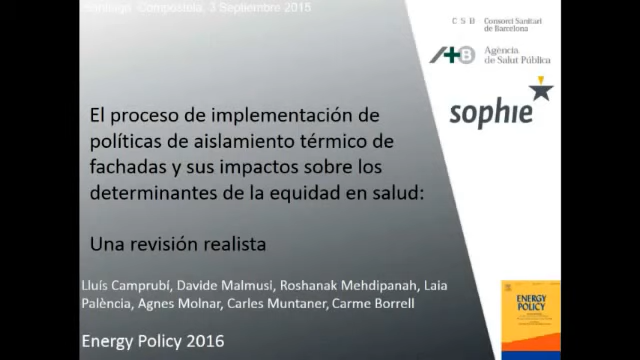 Santiago Compostela, 3 Septiembre 2015
CSB Consorci Sanitari
de Barcelona
Agència
de Salut Pública
sophie
El proceso de implementación de
políticas de aislamiento térmico de
fachadas y sus impactos sobre los
determinantes de la equidad en salud:
Una revisión realista
Lluís Camprubí, Davide Malmusi, Roshanak Mehdipanah, Laia
Palència, Agnes Molnar, Carles Muntaner, Carme Borrell
Energy Policy 2016
ENERGY
POLICY